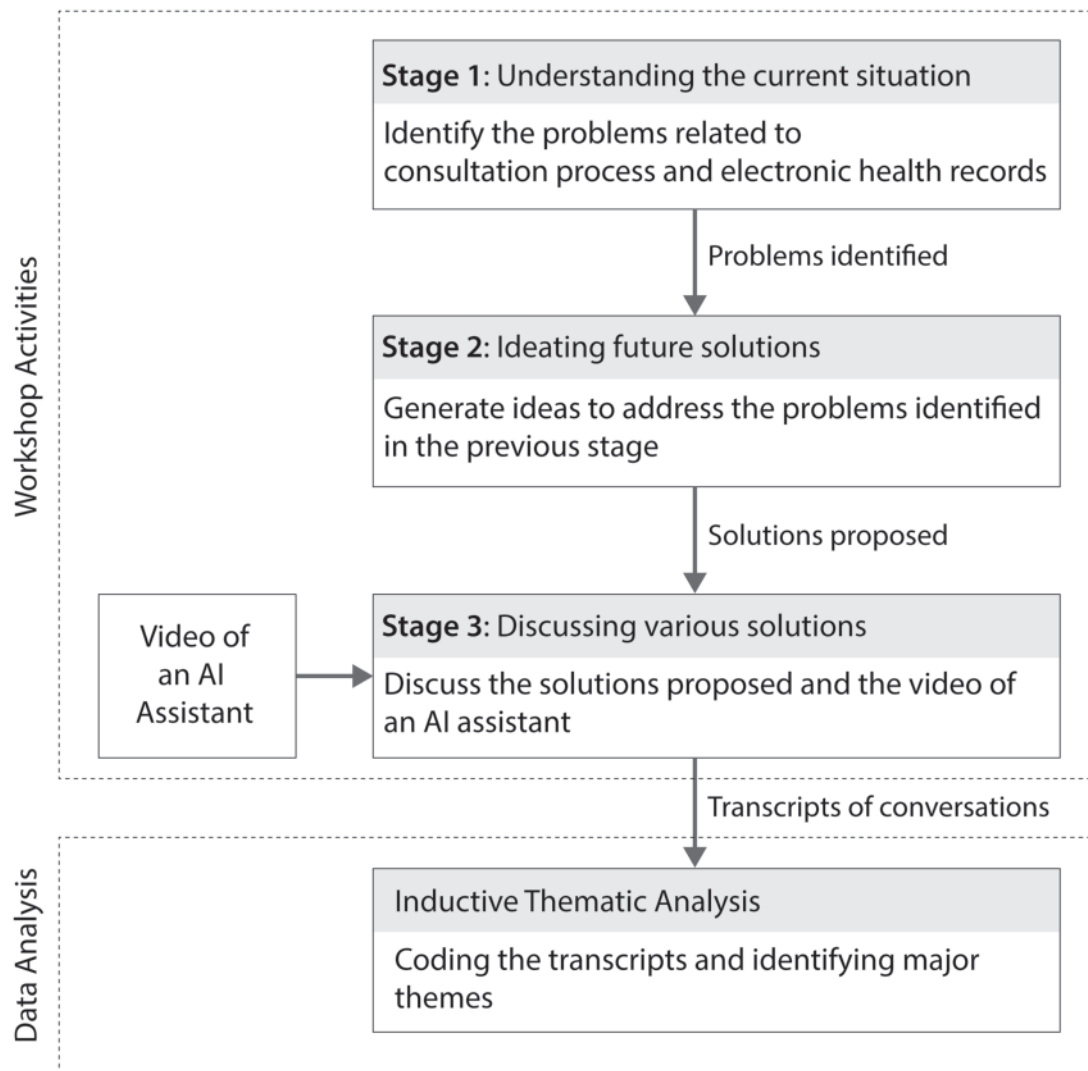 Workshop Activities
Stage 1: Understanding the current situation
Identify the problems related to
consultation process and electronic health records
Problems identified
Stage 2: Ideating future solutions
Generate ideas to address the problems identified
in the previous stage
Solutions proposed
Video of
an AI
Assistant
Stage 3: Discussing various solutions
Discuss the solutions proposed and the video of
an AI assistant
Transcripts of conversations
Data Analysis
Inductive Thematic Analysis
Coding the transcripts and identifying major
themes